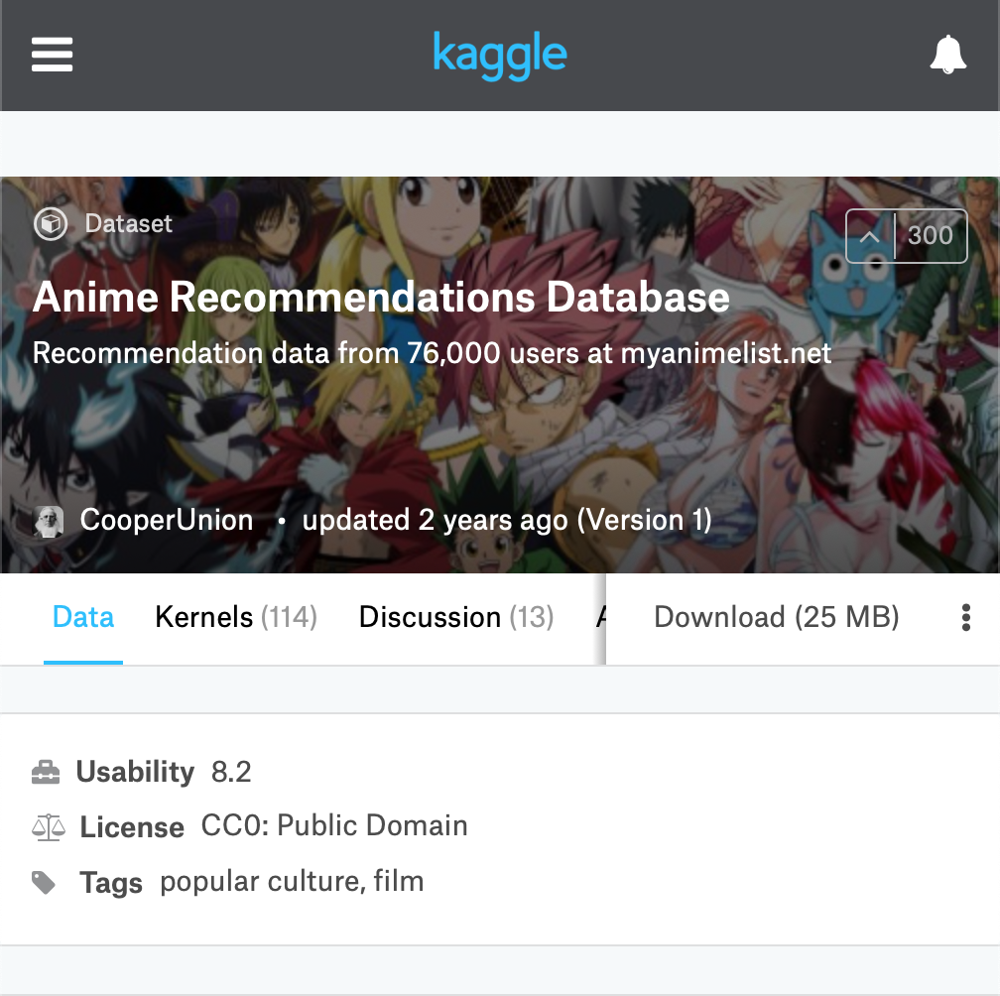 kaggle
Dataset
300
Anime Recommendations Database
Recommendation data from 76,000 users at myanimelist.net
CooperUnion • updated 2 years ago (Version 1)
Data Kernels (114) Discussion (13) Download (25 MB)
Usability 8.2
License CC0: Public Domain
Tags popular culture, film